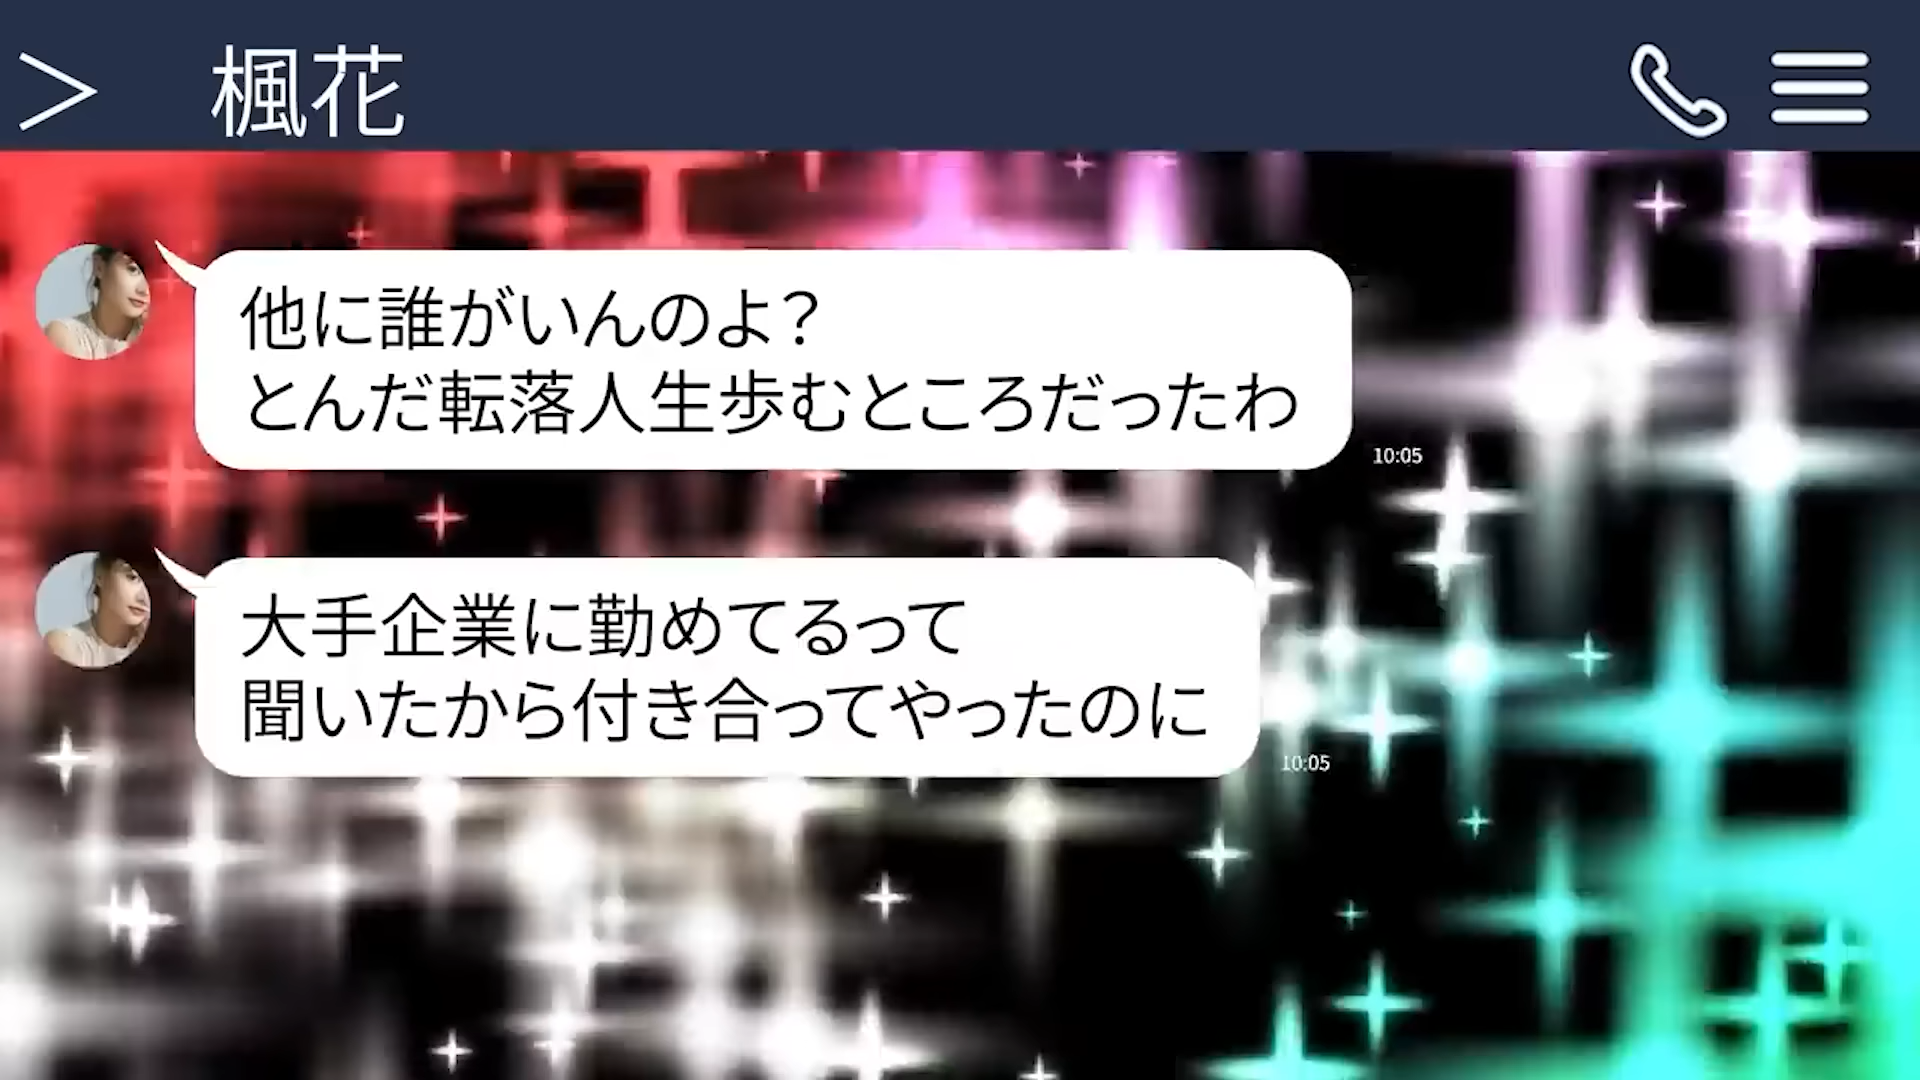 楓花
他に誰がいんのよ？
とんだ転落人生歩むところだったわ
10:05
大手企業に勤めてるって
聞いたから付き合ってやったのに
10:05